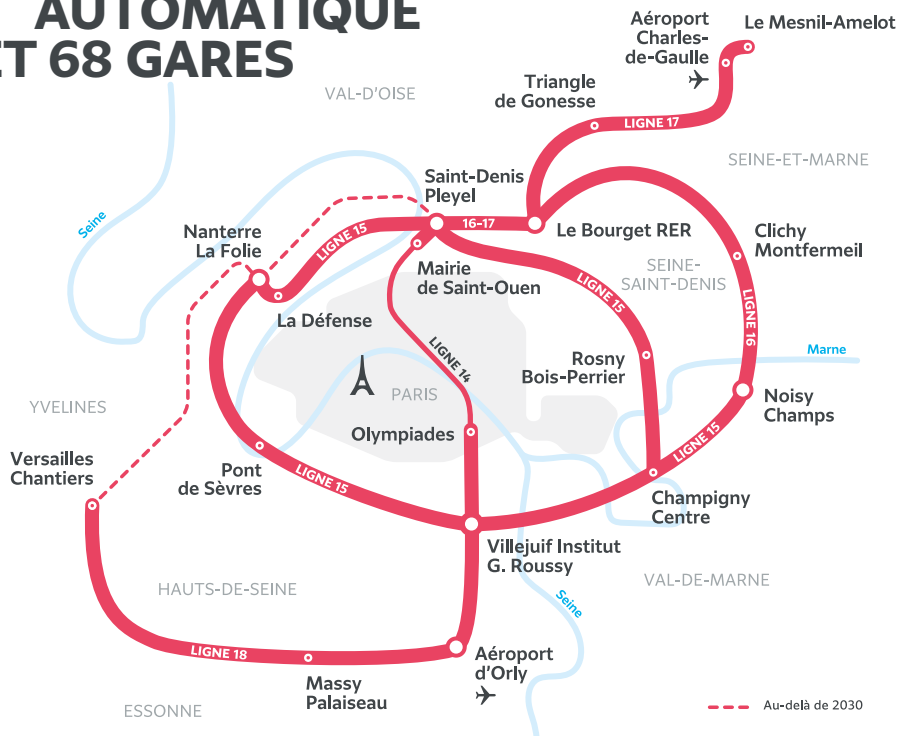 AUTOMATIQUE
ET 68 GARES
Aéroport
Charles-
de-Gaulle
Le Mesnil-Amelot
Triangle
de Gonesse
LIGNE 17
VAL-D'OISE
SEINE-ET-MARNE
Saint-Denis
Pleyel
Seine
Nanterre
La Folie
LIGNE 15
16-17
Le Bourget RER
Clichy
Montfermeil
Mairie
de Saint-Ouen
SEINE-
SAINT-DENIS
LIGNE 15
LIGNE 16
La Défense
LIGNE 14
Rosny
Bois-Perrier
Marne
PARIS
YVELINES
Noisy
Champs
Olympiades
LIGNE 15
Versailles
Chantiers
Pont
de Sèvres
LIGNE 15
Champigny
Centre
Villejuif Institut
G. Roussy
HAUTS-DE-SEINE
VAL-DE-MARNE
Seine
LIGNE 18
Aéroport
d'Orly
Massy
Palaiseau
ESSONNE
Au-delà de 2030